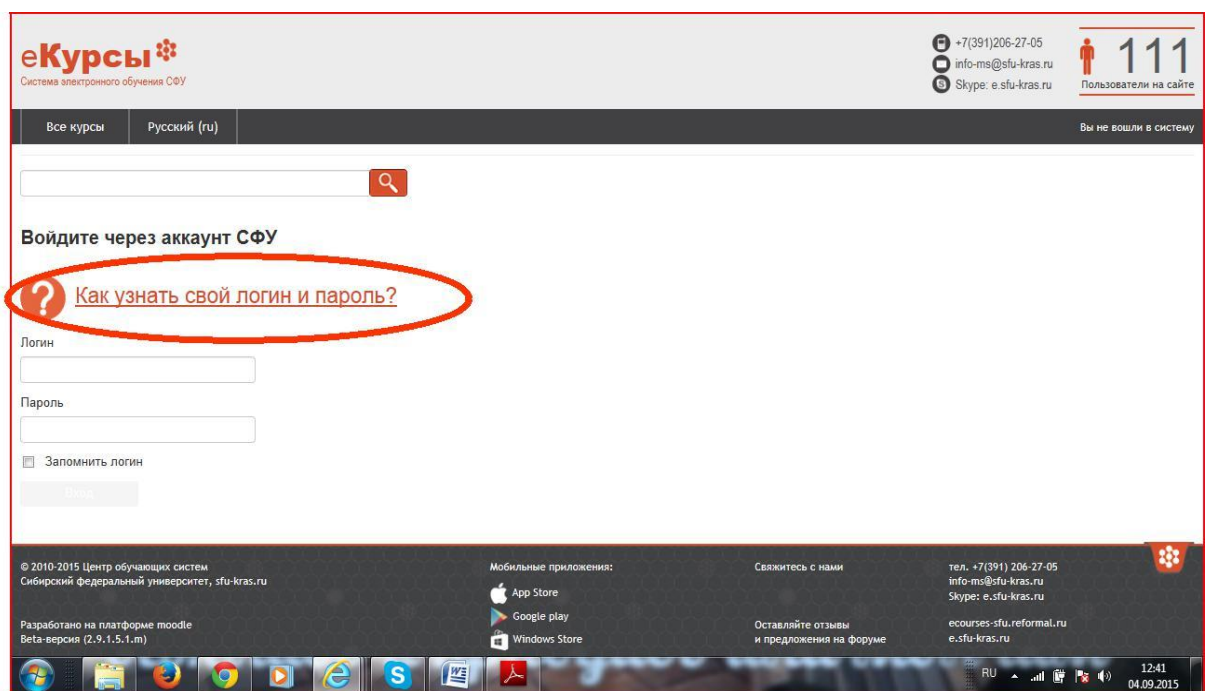 еКурсы
Система электронного обучения СФУ
+7(391)206-27-05
info-ms@sfu-kras.ru
Skype: e.sfu-kras.ru
111
Пользователи на сайте
Все курсы Русский (ru) Вы не вошли в систему
Войдите через аккаунт СФУ
? Как узнать свой логин и пароль?
Логин
Пароль
Запомнить логин
Вход
© 2010-2015 Центр обучающих систем
Сибирский федеральный университет, sfu-kras.ru
Разработано на платформе moodle
Beta-версия (2.9.1.5.1.m)
Мобильные приложения:
App Store
Google play
Windows Store
Свяжитесь с нами
Оставляйте отзывы
и предложения на форуме
тел. +7(391) 206-27-05
info-ms@sfu-kras.ru
Skype: e.sfu-kras.ru
ecourses-sfu.reformal.ru
e.sfu-kras.ru
RU
12:41
04.09.2015